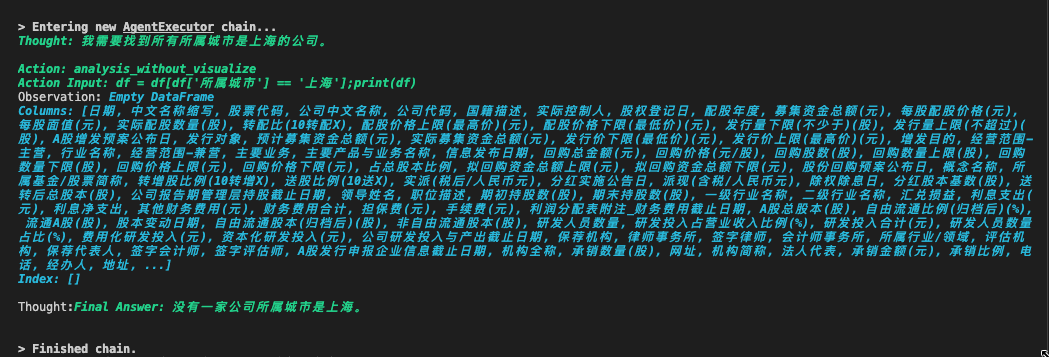 > Entering new AgentExecutor chain...
Thought: 我需要找到所有所属城市是上海的公司。
Action: analysis_without_visualize
Action Input: df = df[df['所属城市'] == '上海'];print(df)
Observation: Empty DataFrame
Columns: [日期, 中文名称缩写, 股票代码, 公司中文名称, 公司代码, 国籍描述, 实际控制人, 股权登记日, 配股年度, 募集资金总额(元), 每股配股价格(元),
每股面值(元), 实际配股数量(股), 转配比(10转配X), 配股价格上限(最高价)(元), 配股价格下限(最低价)(元), 发行量下限(不少于)(股), 发行量上限(不超过)(
股), A股增发预案公布日, 发行对象, 预计募集资金总额(元), 实际募集资金总额(元), 发行价下限(最低价)(元), 发行价上限(最高价)(元), 增发目的, 经营范围-
主营, 行业名称, 经营范围-兼营, 主要业务, 主要产品与业务名称, 信息发布日期, 回购总金额(元), 回购价格(元/股), 回购股数(股), 回购数量上限(股), 回购
数量下限(股), 回购价格上限(元), 回购价格下限(元), 占总股本比例, 拟回购资金总额上限(元), 拟回购资金总额下限(元), 股份回购预案公布日, 概念名称, 所
属基金/股票简称, 转增股比例(10转增X), 送股比例(10送X), 实派(税后/人民币元), 分红实施公告日, 派现(含税/人民币元), 除权除息日, 分红股本基数(股), 送
转后总股本(股), 公司报告期管理层持股截止日期, 领导姓名, 职位描述, 期初持股数(股), 期末持股数(股), 一级行业名称, 二级行业名称, 汇兑损益, 利息支出(
元), 利息净支出, 其他财务费用(元), 财务费用合计, 担保费(元), 手续费(元), 利润分配表附注_财务费用截止日期, A股总股本(股), 自由流通比例(归档后)(%),
流通A股(股), 股本变动日期, 自由流通股本(归档后)(股), 非自由流通股本(股), 研发人员数量, 研发投入占营业收入比例(%), 研发投入合计(元), 研发人员数量
占比(%), 费用化研发投入(元), 资本化研发投入(元), 公司研发投入与产出截止日期, 保荐机构, 律师事务所, 签字律师, 会计师事务所, 所属行业/领域, 评估机
构, 保荐代表人, 签字会计师, 签字评估师, A股发行申报企业信息截止日期, 机构全称, 承销数量(股), 网址, 机构简称, 法人代表, 承销金额(元), 承销比例, 电
话, 经办人, 地址, ...]
Index: []
Thought:Final Answer: 没有一家公司所属城市是上海。
> Finished chain.